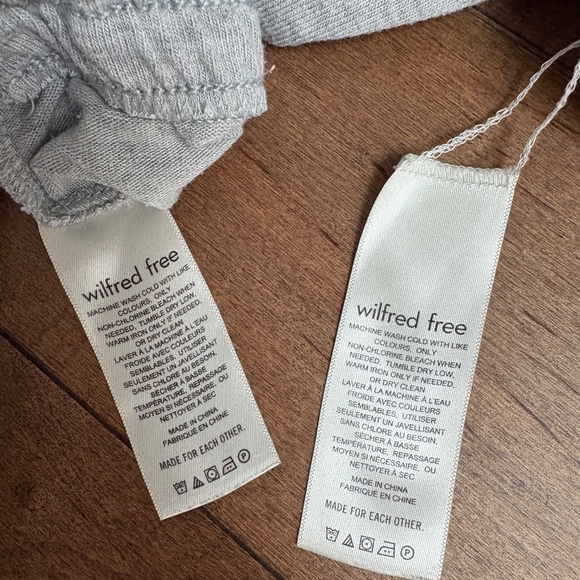 wilfred free
MACHINE WASH COLD WITH LIKE
COLOURS, ONLY
NON-CHLORINE BLEACH WHEN
NEEDED, TUMBLE DRY LOW,
WARM IRON ONLY IF NEEDED,
OR DRY CLEAN
LAVER À LA MACHINE À L'EAU
FROIDE AVEC COULEURS
SEMBLABLES, UTILISER
SEULEMENT UN JAVELLISANT
SANS CHLORE AU BESOIN,
SÉCHER À BASSE
TEMPÉRATURE, REPASSAGE
MOYEN SI NÉCESSAIRE, OU
NETTOYER À SEC
MADE IN CHINA
FABRIQUÉ EN CHINE
MADE FOR EACH OTHER.
wilfred free
MACHINE WASH COLD WITH LIKE
COLOURS, ONLY
NON-CHLORINE BLEACH WHEN
NEEDED, TUMBLE DRY LOW,
WARM IRON ONLY IF NEEDED,
OR DRY CLEAN
LAVER À LA MACHINE À L'EAU
FROIDE AVEC COULEURS
SEMBLABLES, UTILISER
SEULEMENT UN JAVELLISANT
SANS CHLORE AU BESOIN,
SÉCHER À BASSE
TEMPÉRATURE, REPASSAGE
MOYEN SI NÉCESSAIRE, OU
NETTOYER À SEC
MADE IN CHINA
FABRIQUÉ EN CHINE
MADE FOR EACH OTHER.